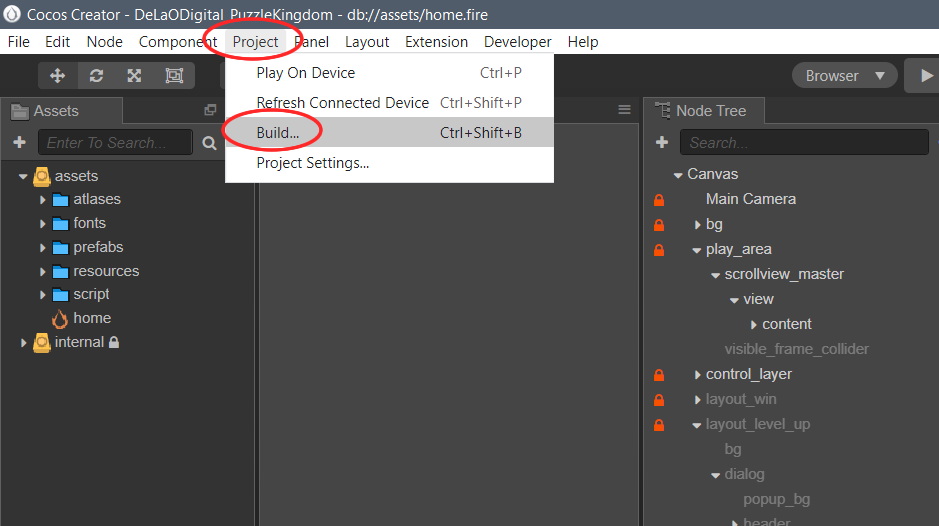 Cocos Creator - DeLaODigital_PuzzleKingdom - db://assets/home.fire
File Edit Node Component Project Panel Layout Extension Developer Help
Play On Device Ctrl+P
Refresh Connected Device Ctrl+Shift+P
Build... Ctrl+Shift+B
Project Settings...
Browser
Assets
Enter To Search...
assets
atlases
fonts
prefabs
resources
script
home
internal
Node Tree
Search...
Canvas
Main Camera
bg
play_area
scrollview_master
view
content
visible_frame_collider
control_layer
layout_win
layout_level_up
bg
dialog
popup_bg
header